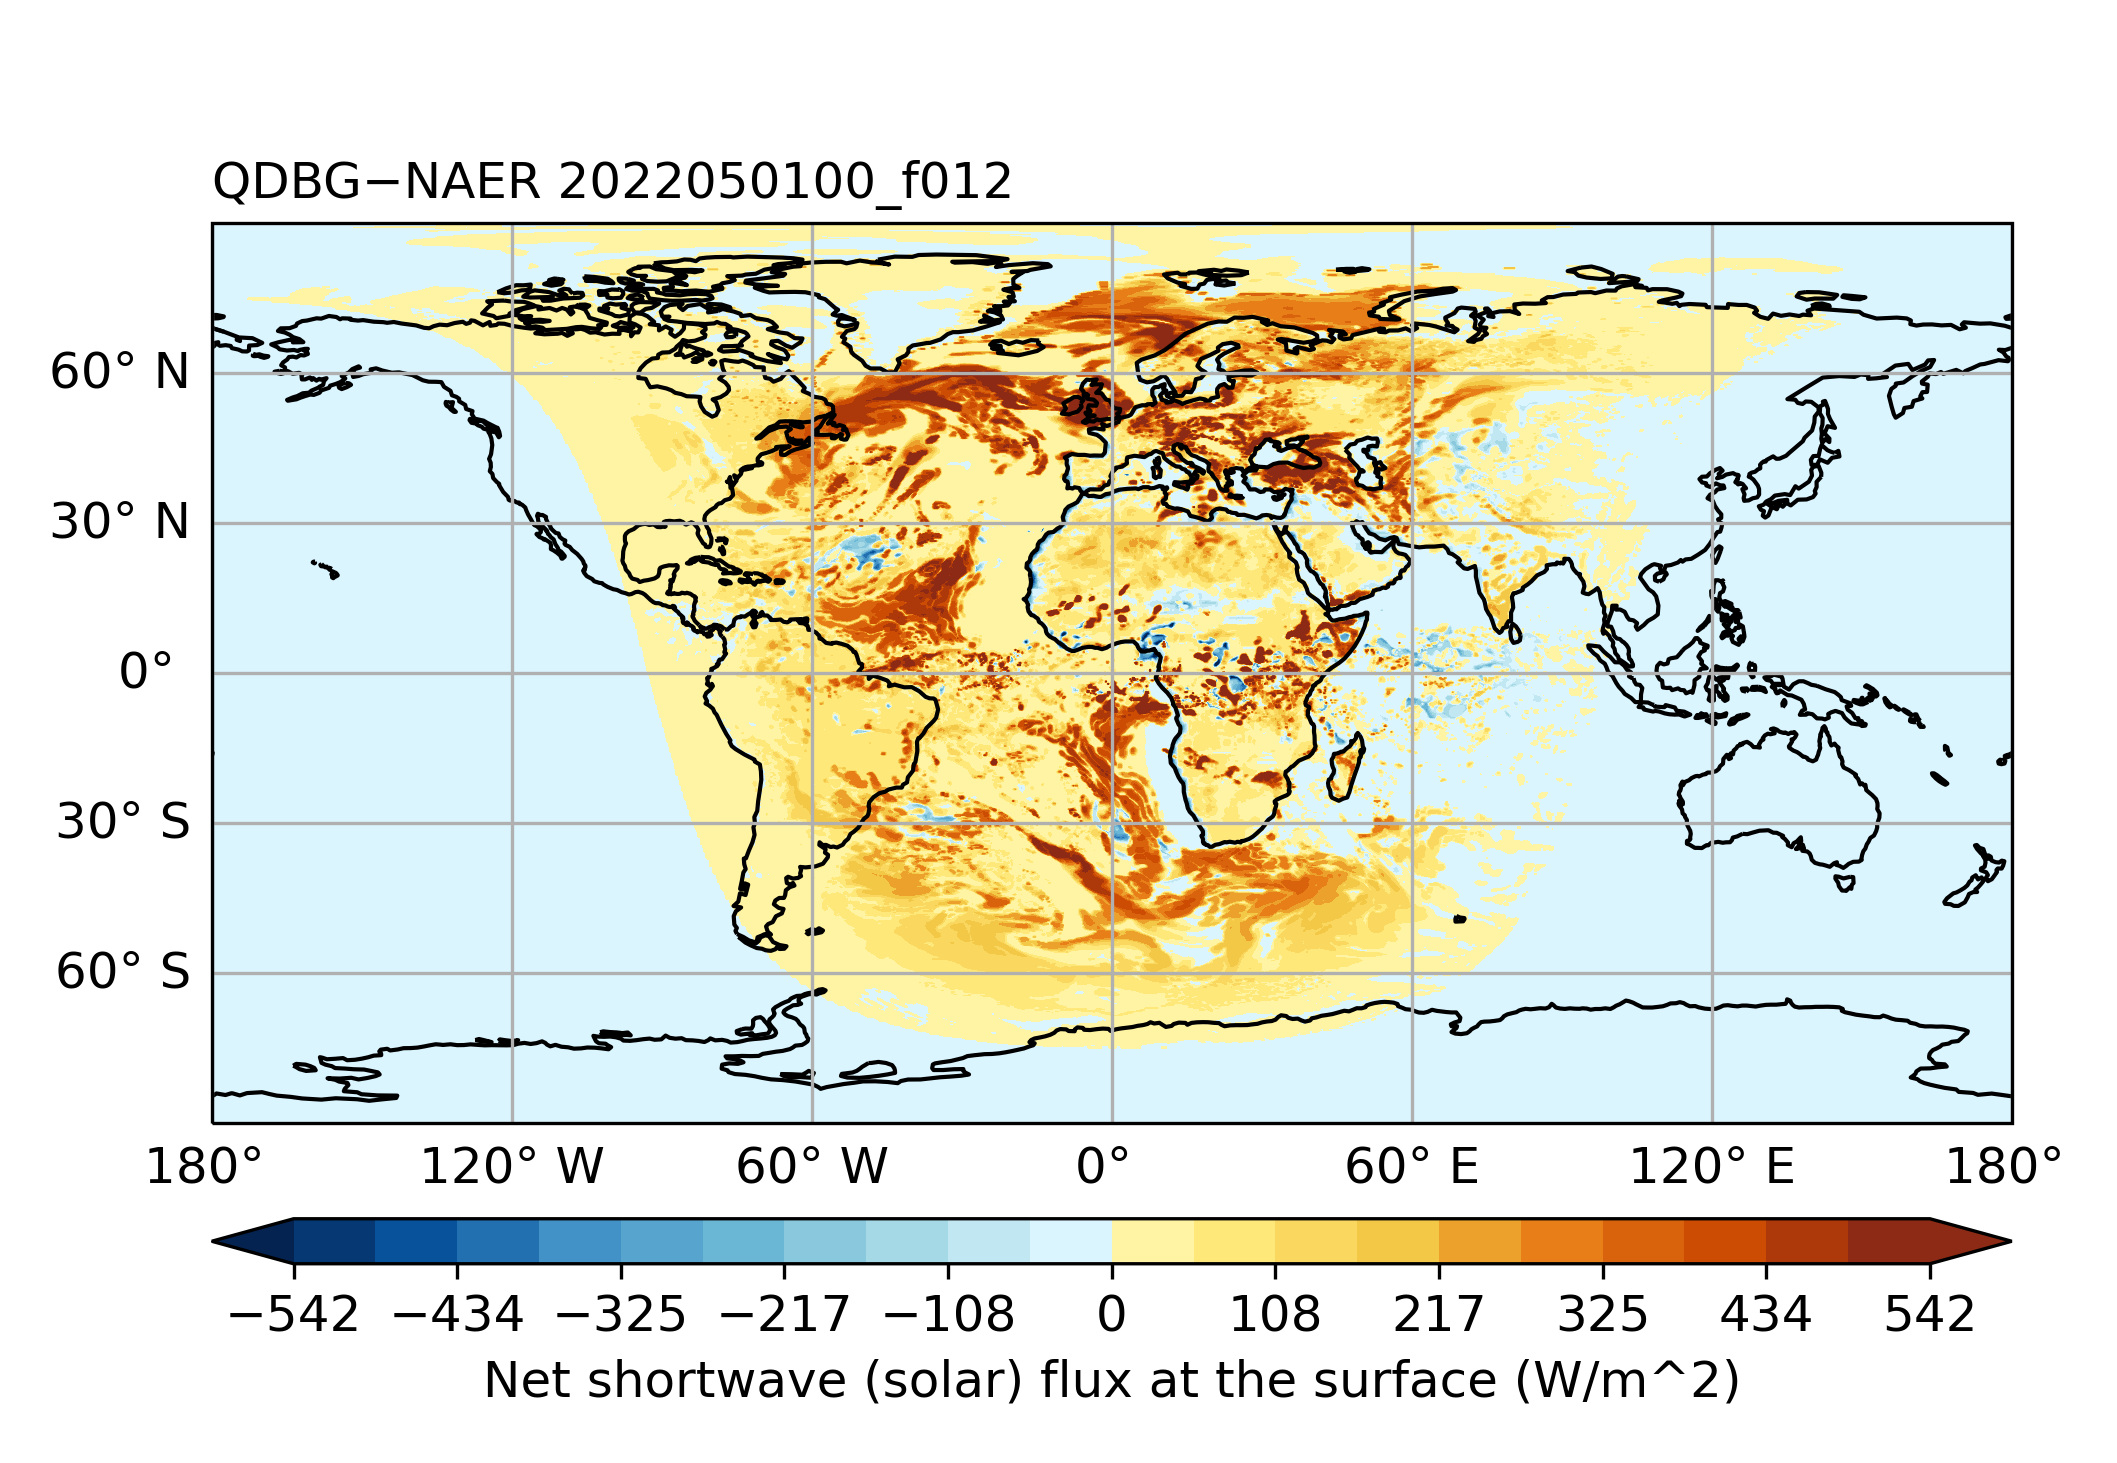 QDBG−NAER 2022050100_f012
60° N
30° N
0°
30° S
60° S
180° 120° W 60° W 0° 60° E 120° E 180°
−542 −434 −325 −217 −108 0 108 217 325 434 542
Net shortwave (solar) flux at the surface (W/m^2)